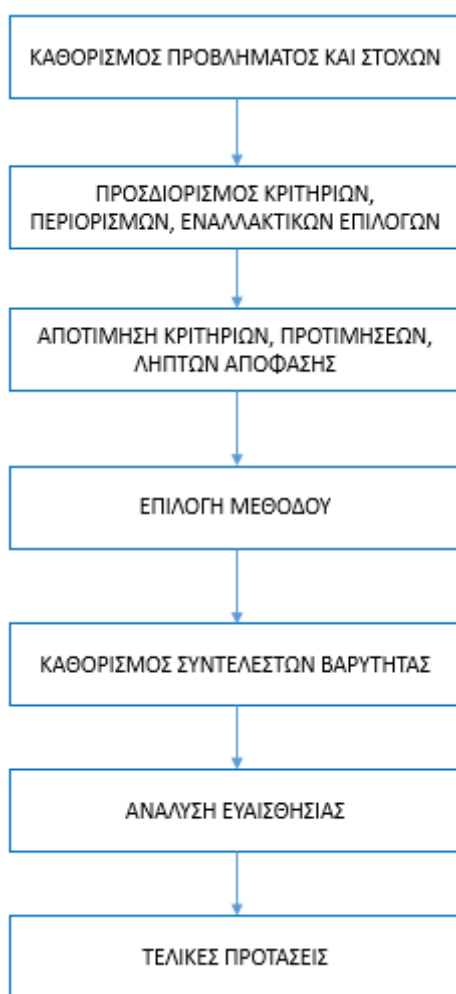 ΚΑΘΟΡΙΣΜΟΣ ΠΡΟΒΛΗΜΑΤΟΣ ΚΑΙ ΣΤΟΧΩΝ
ΠΡΟΣΔΙΟΡΙΣΜΟΣ ΚΡΙΤΗΡΙΩΝ,
ΠΕΡΙΟΡΙΣΜΩΝ, ΕΝΑΛΛΑΚΤΙΚΩΝ ΕΠΙΛΟΓΩΝ
ΑΠΟΤΙΜΗΣΗ ΚΡΙΤΗΡΙΩΝ, ΠΡΟΤΙΜΗΣΕΩΝ,
ΛΗΠΤΩΝ ΑΠΟΦΑΣΗΣ
ΕΠΙΛΟΓΗ ΜΕΘΟΔΟΥ
ΚΑΘΟΡΙΣΜΟΣ ΣΥΝΤΕΛΕΣΤΩΝ ΒΑΡΥΤΗΤΑΣ
ΑΝΑΛΥΣΗ ΕΥΑΙΣΘΗΣΙΑΣ
ΤΕΛΙΚΕΣ ΠΡΟΤΑΣΕΙΣ